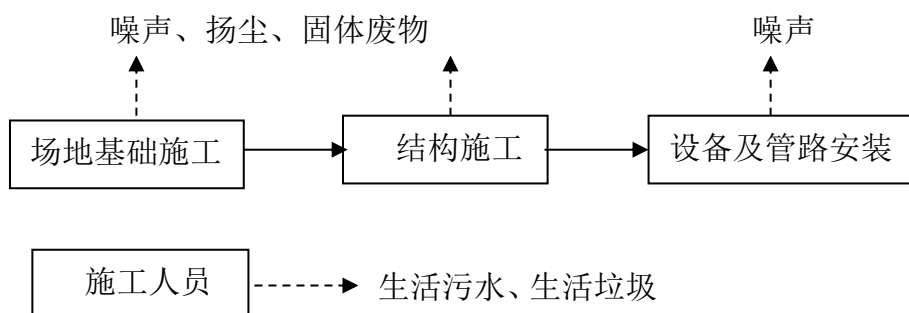 噪声、扬尘、固体废物 噪声
场地基础施工 结构施工 设备及管路安装
施工人员 生活污水、生活垃圾